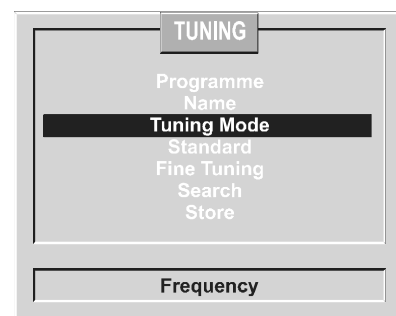 TUNING
Programme
Name
Tuning Mode
Standard
Fine Tuning
Search
Store
Frequency